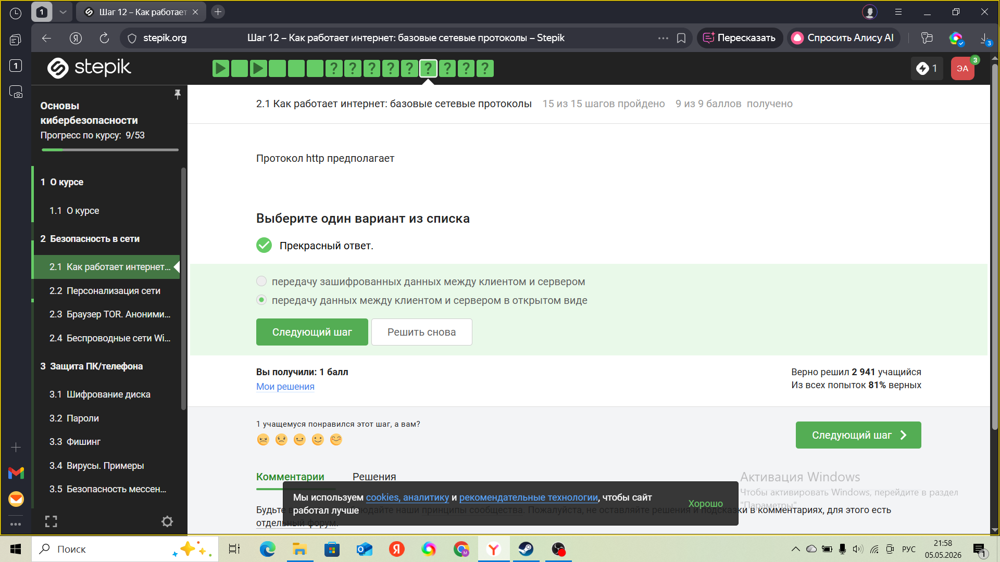 1
Шаг 12 – Как работает
stepik.org
Шаг 12 – Как работает интернет: базовые сетевые протоколы – Stepik
Пересказать
Спросить Алису AI
3
1
stepik
? ? ? ? ? ? ? ? ?
1
ЭА
3
Основы
кибербезопасности
Прогресс по курсу: 9/53
1 О курсе
1.1 О курсе
2 Безопасность в сети
2.1 Как работает интернет...
2.2 Персонализация сети
2.3 Браузер TOR. Аноними...
2.4 Беспроводные сети Wi...
3 Защита ПК/телефона
3.1 Шифрование диска
3.2 Пароли
3.3 Фишинг
3.4 Вирусы. Примеры
3.5 Безопасность мессен...
2.1 Как работает интернет: базовые сетевые протоколы 15 из 15 шагов пройдено 9 из 9 баллов получено
Протокол http предполагает
Выберите один вариант из списка
Прекрасный ответ.
передачу зашифрованных данных между клиентом и сервером
передачу данных между клиентом и сервером в открытом виде
Следующий шаг
Решить снова
Вы получили: 1 балл
Мои решения
Верно решил 2 941 учащийся
Из всех попыток 81% верных
1 учащемуся понравился этот шаг, а вам?
Следующий шаг
Комментарии
Решения
Мы используем cookies, аналитику и рекомендательные технологии, чтобы сайт
работал лучше
Хорошо
Будьте
блюдайте наши принципы сообщества. Пожалуйста, не оставляйте решения и подсказки в комментариях, для этого есть
отдельный форум.
Активация Windows
Чтобы активировать Windows, перейдите в раздел
"Параметры".
Поиск
РУС
21:58
05.05.2026
1